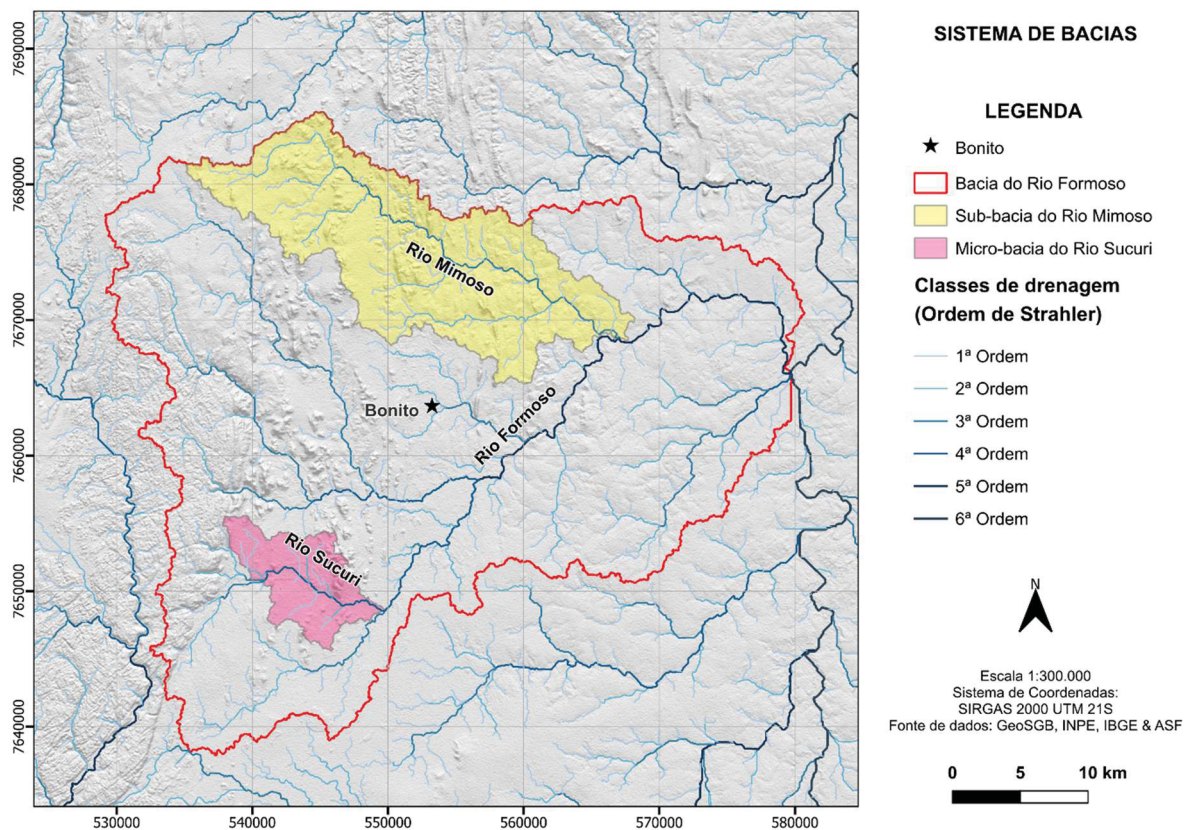 SISTEMA DE BACIAS
LEGENDA
Bonito
Bacia do Rio Formoso
Sub-bacia do Rio Mimoso
Micro-bacia do Rio Sucuri
Classes de drenagem
(Ordem de Strahler)
1ª Ordem
2ª Ordem
3ª Ordem
4ª Ordem
5ª Ordem
6ª Ordem
N
Escala 1:300.000
Sistema de Coordenadas:
SIRGAS 2000 UTM 21S
Fonte de dados: GeoSGB, INPE, IBGE & ASF
0 5 10 km
7690000
7680000
7670000
7660000
7650000
7640000
Rio Mimoso
Bonito
Rio Formoso
Rio Sucuri
530000 540000 550000 560000 570000 580000